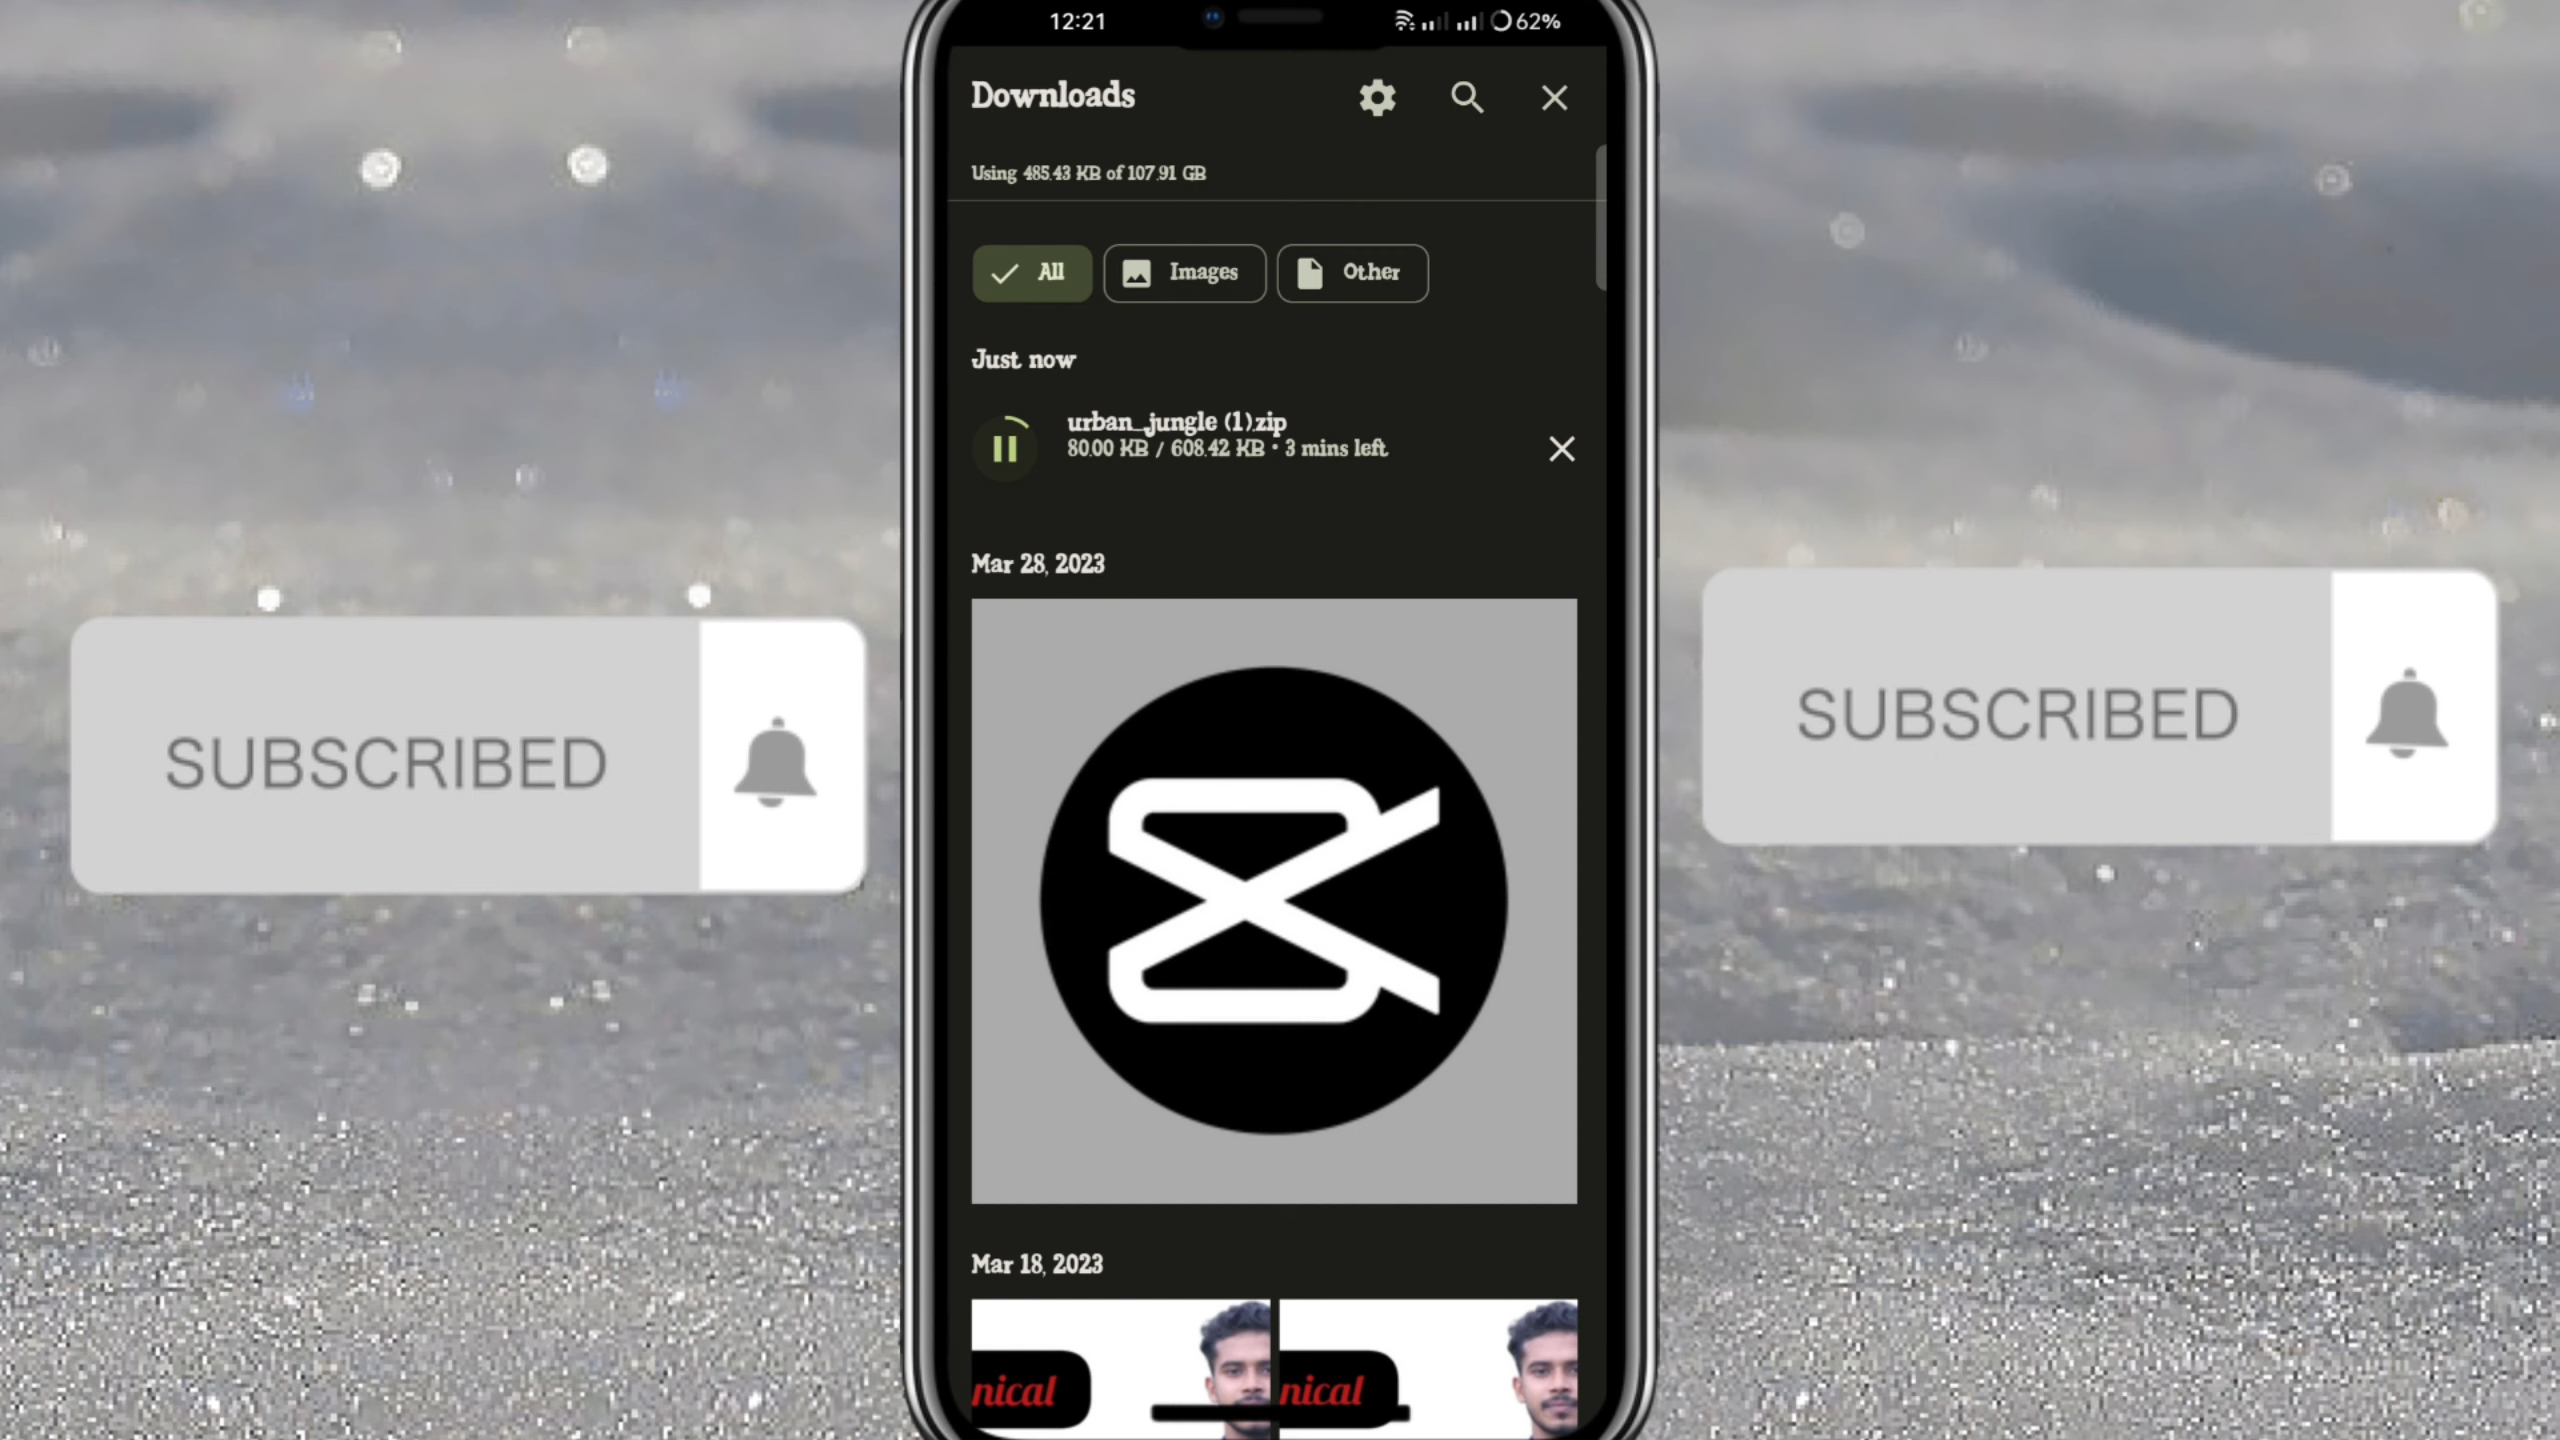 12:21
62%
Downloads
Using 485.43 KB of 107.91 GB
All
Images
Other
Just now
urban_jungle (1).zip
80.00 KB / 608.42 KB • 3 mins left
Mar 28, 2023
SUBSCRIBED
SUBSCRIBED
Mar 18, 2023
nical
nical